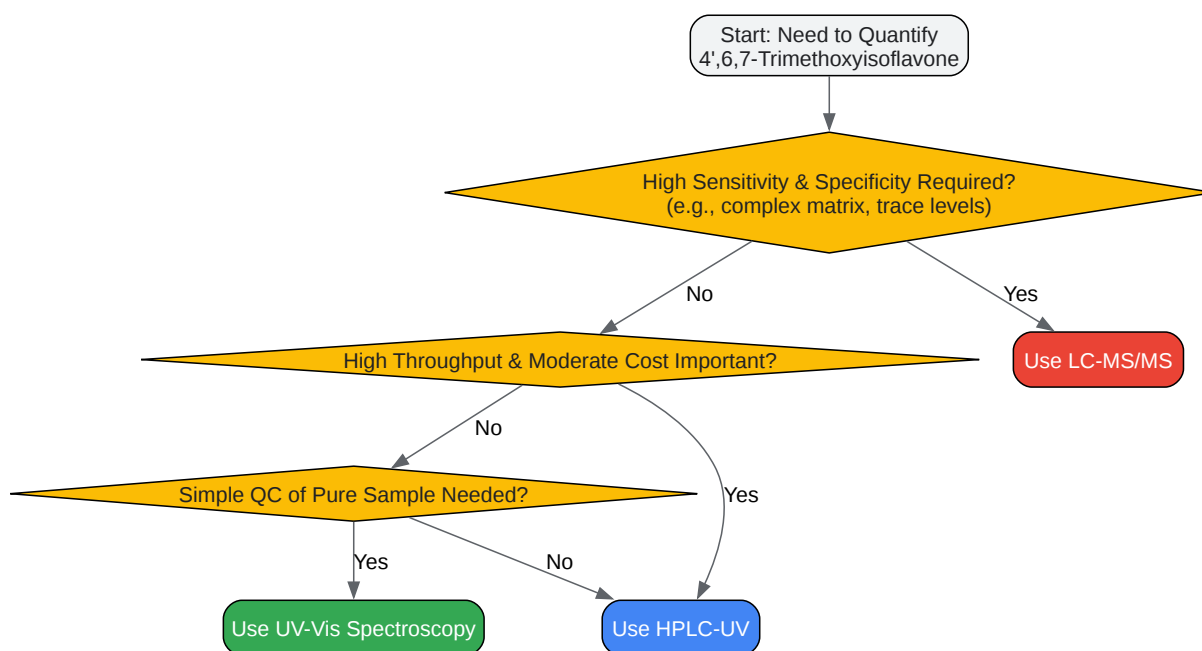 Start: Need to Quantify
4',6,7-Trimethoxyisoflavone
High Sensitivity & Specificity Required?
(e.g., complex matrix, trace levels)
No
Yes
High Throughput & Moderate Cost Important?
Use LC-MS/MS
No
Simple QC of Pure Sample Needed?
Yes
Yes
No
Use UV-Vis Spectroscopy
Use HPLC-UV